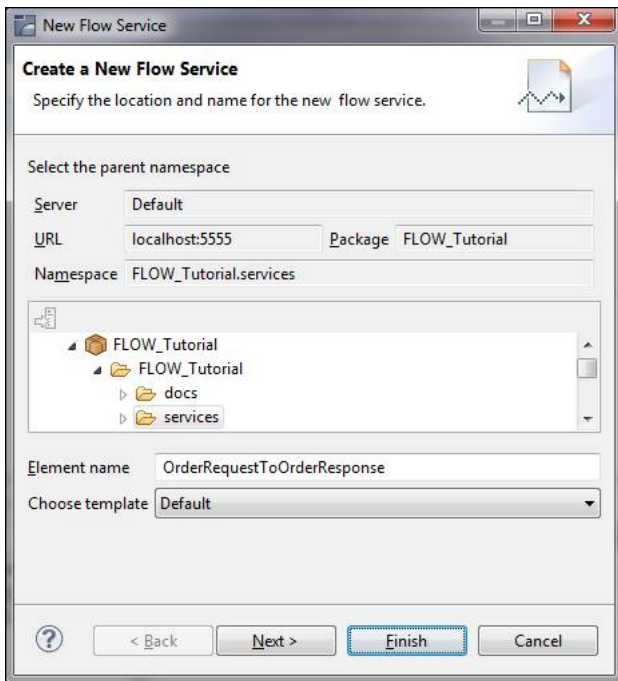 New Flow Service
Create a New Flow Service
Specify the location and name for the new flow service.
Select the parent namespace
Server Default
URL localhost:5555 Package FLOW_Tutorial
Namespace FLOW_Tutorial.services
FLOW_Tutorial
FLOW_Tutorial
docs
services
Element name OrderRequestToOrderResponse
Choose template Default
? < Back Next > Finish Cancel